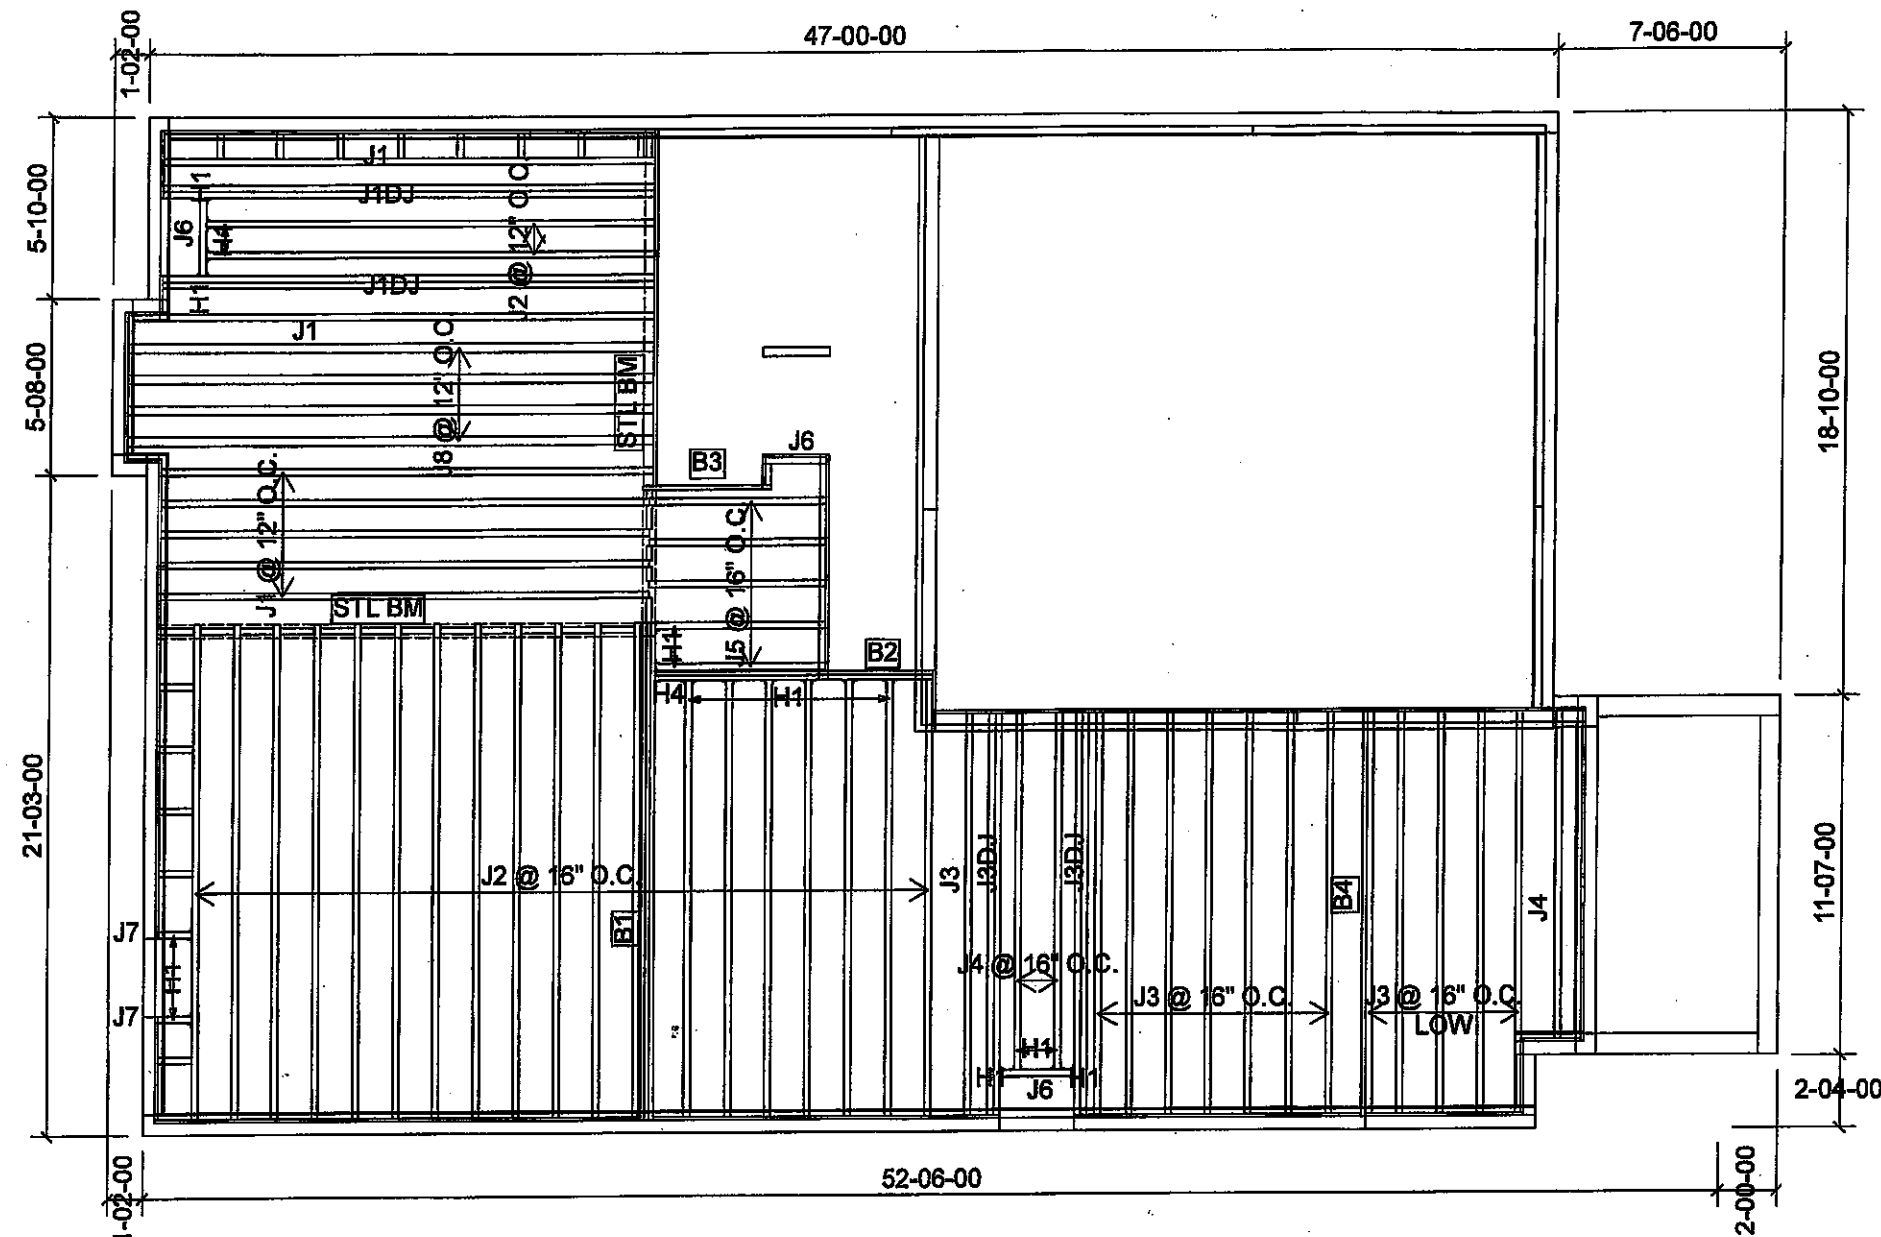 1-02-00
47-00-00
7-06-00
5-10-00
J1
H1
J1DJ
J2 @ 12" O.C.
J6
J4
J1DJ
H1
J1
5-08-00
J8 @ 12" O.C.
STL BM
18-10-00
B3
J6
J1 @ 12" O.C.
J5 @ 16" O.C.
STL BM
H1
B2
H4
H1
21-03-00
J2 @ 16" O.C.
B1
J3
J3DJ
J3DJ
B4
J4
11-07-00
J7
H1
J7
J4 @ 16" O.C.
J3 @ 16" O.C.
J3 @ 16" O.C.
LOW
H1
H1
J6
2-04-00
1-02-00
52-06-00
2-00-00